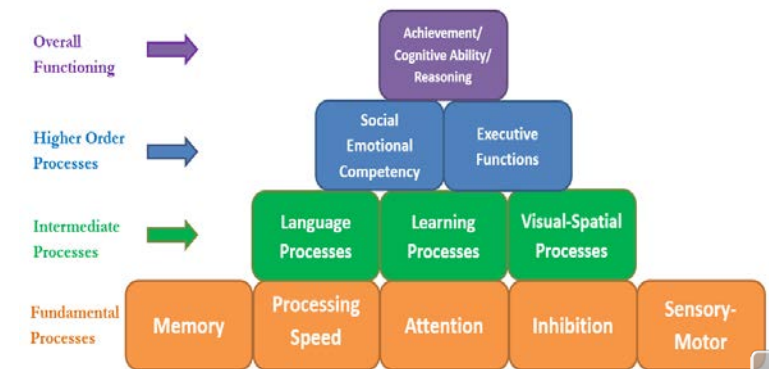 Overall
Functioning
Achievement/
Cognitive Ability/
Reasoning
Higher Order
Processes
Social
Emotional
Competency
Executive
Functions
Intermediate
Processes
Language
Processes
Learning
Processes
Visual-Spatial
Processes
Fundamental
Processes
Memory
Processing
Speed
Attention
Inhibition
Sensory-
Motor